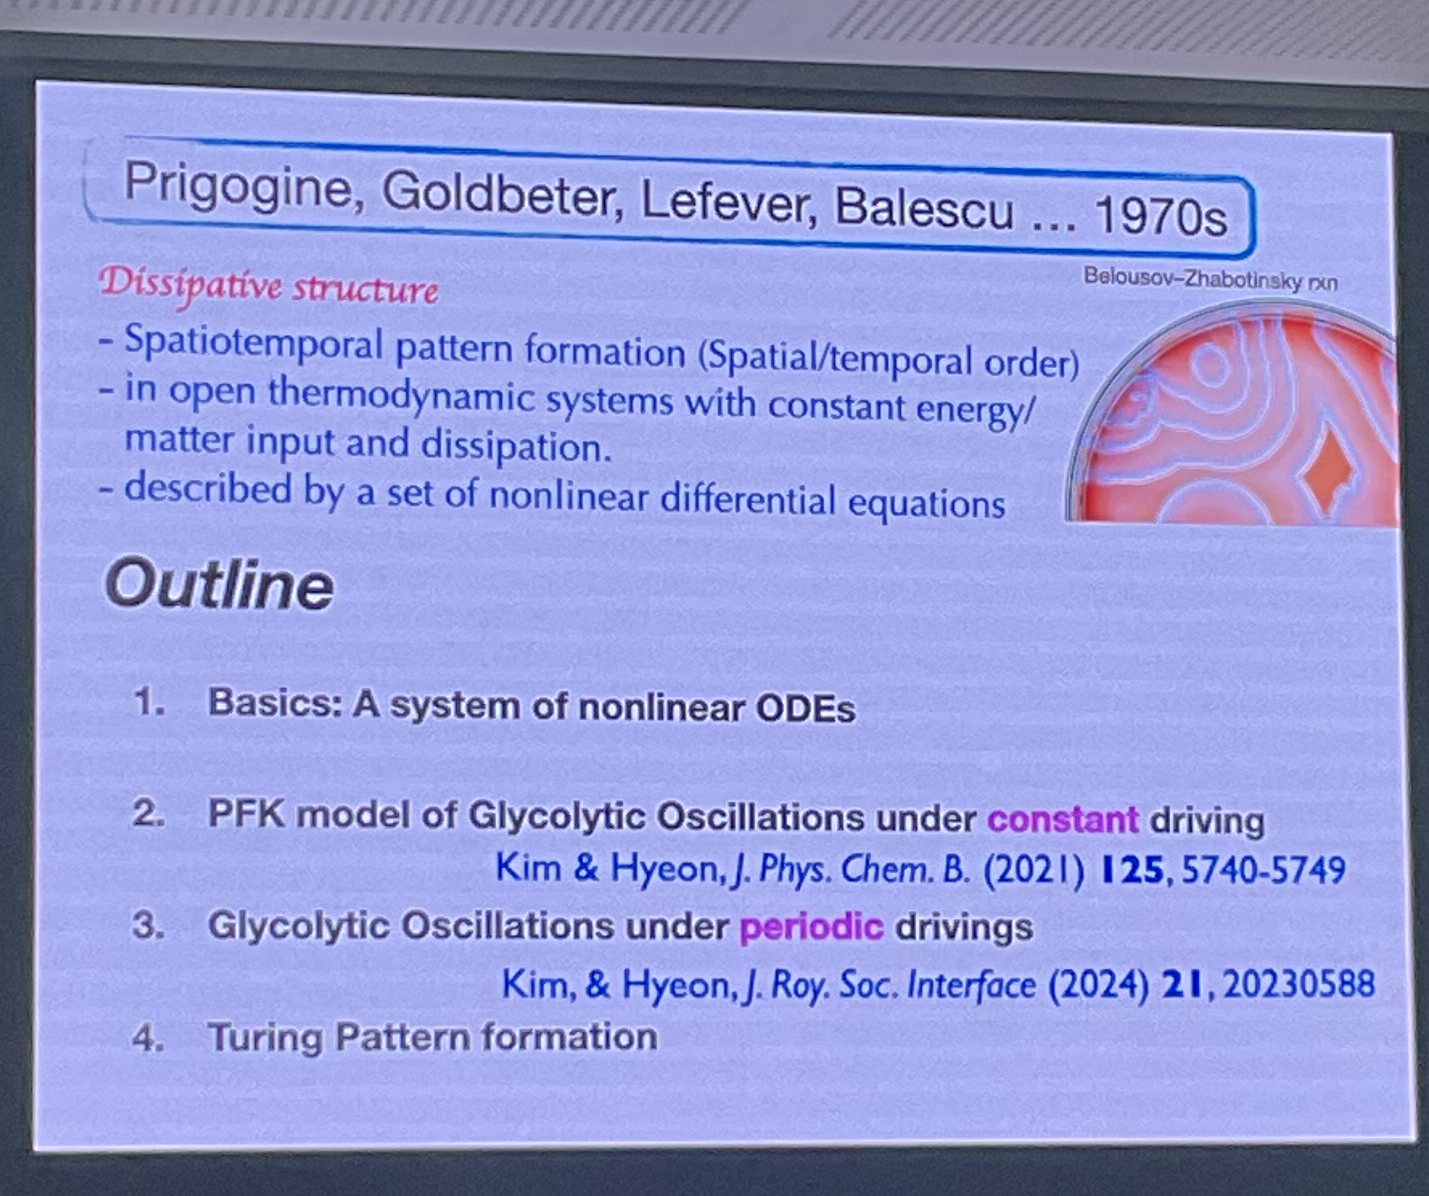 Prigogine, Goldbeter, Lefever, Balescu ... 1970s
Belousov–Zhabotinsky rxn
Dissipative structure
- Spatiotemporal pattern formation (Spatial/temporal order)
- in open thermodynamic systems with constant energy/
matter input and dissipation.
- described by a set of nonlinear differential equations
Outline
1. Basics: A system of nonlinear ODEs
2. PFK model of Glycolytic Oscillations under constant driving
Kim & Hyeon, J. Phys. Chem. B. (2021) 125, 5740-5749
3. Glycolytic Oscillations under periodic drivings
Kim, & Hyeon, J. Roy. Soc. Interface (2024) 21, 20230588
4. Turing Pattern formation